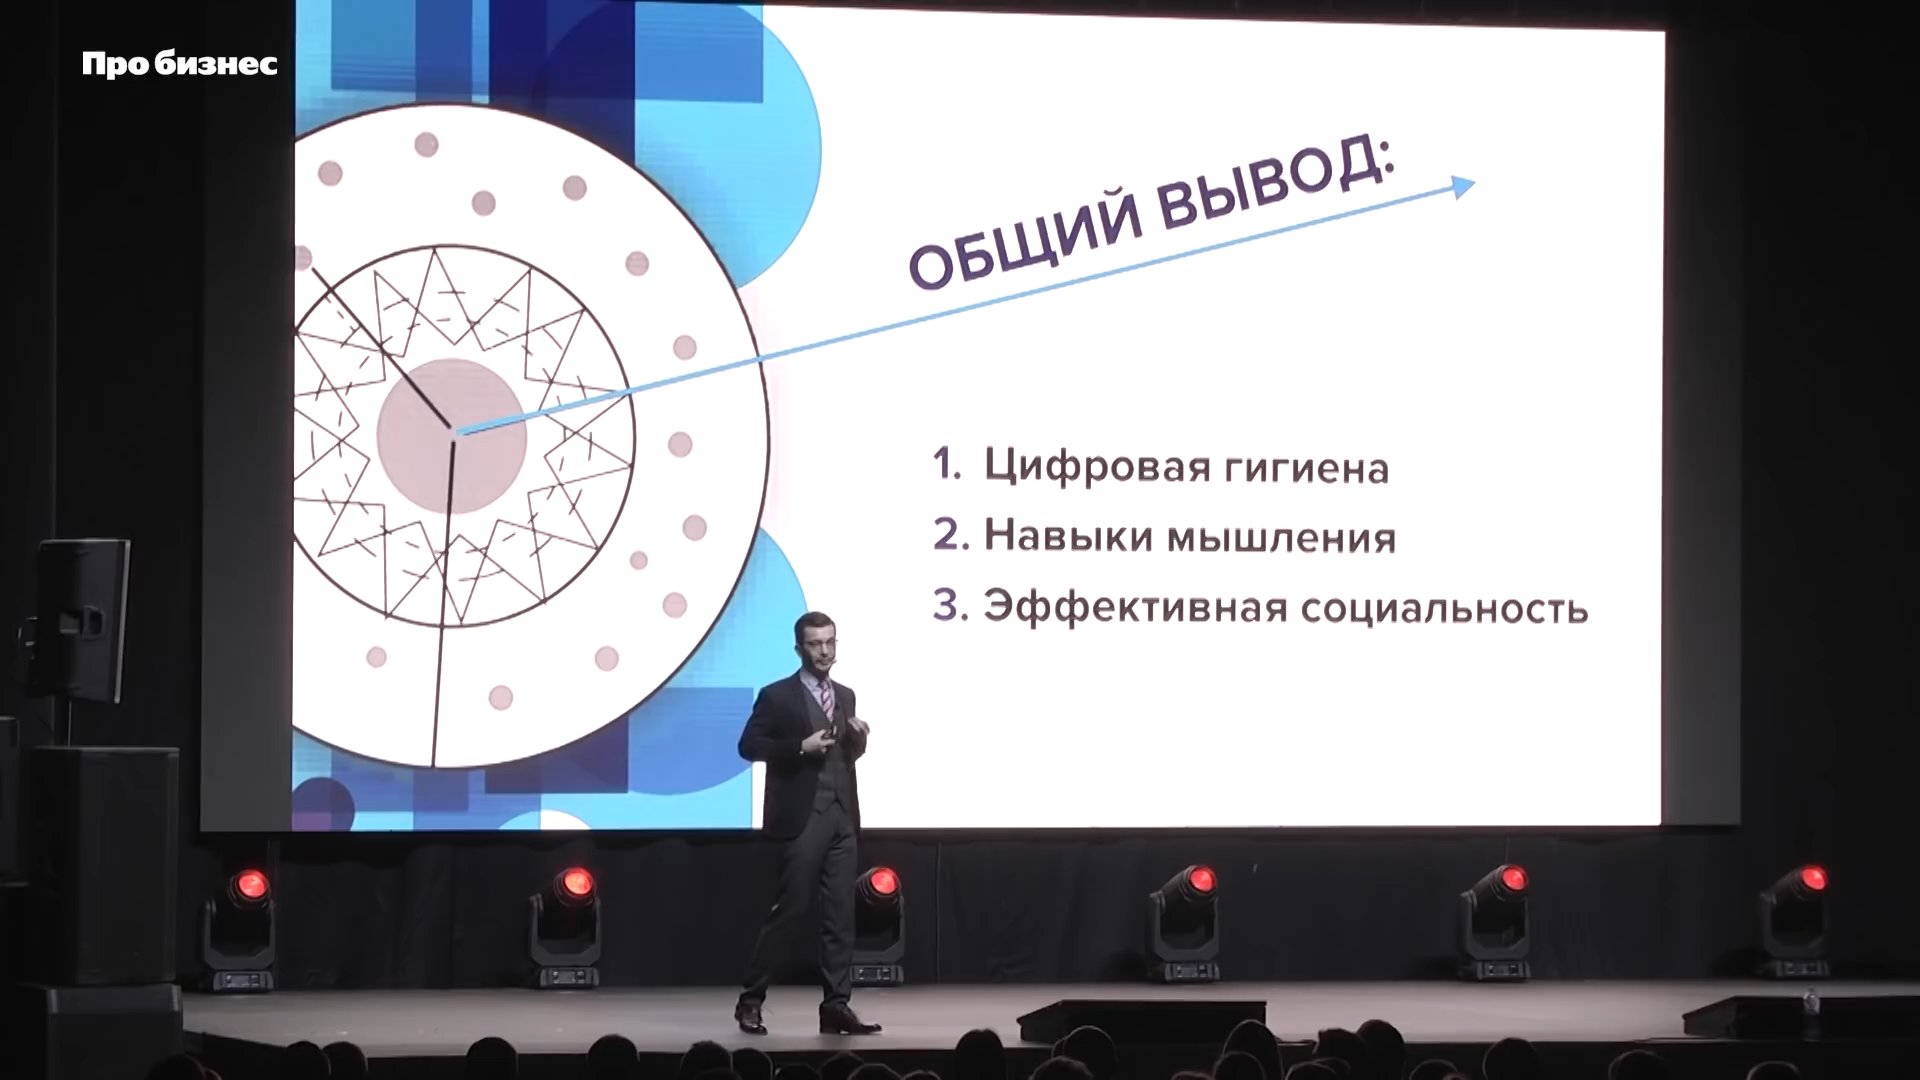 Про бизнес
ОБЩИЙ ВЫВОД:
1. Цифровая гигиена
2. Навыки мышления
3. Эффективная социальность